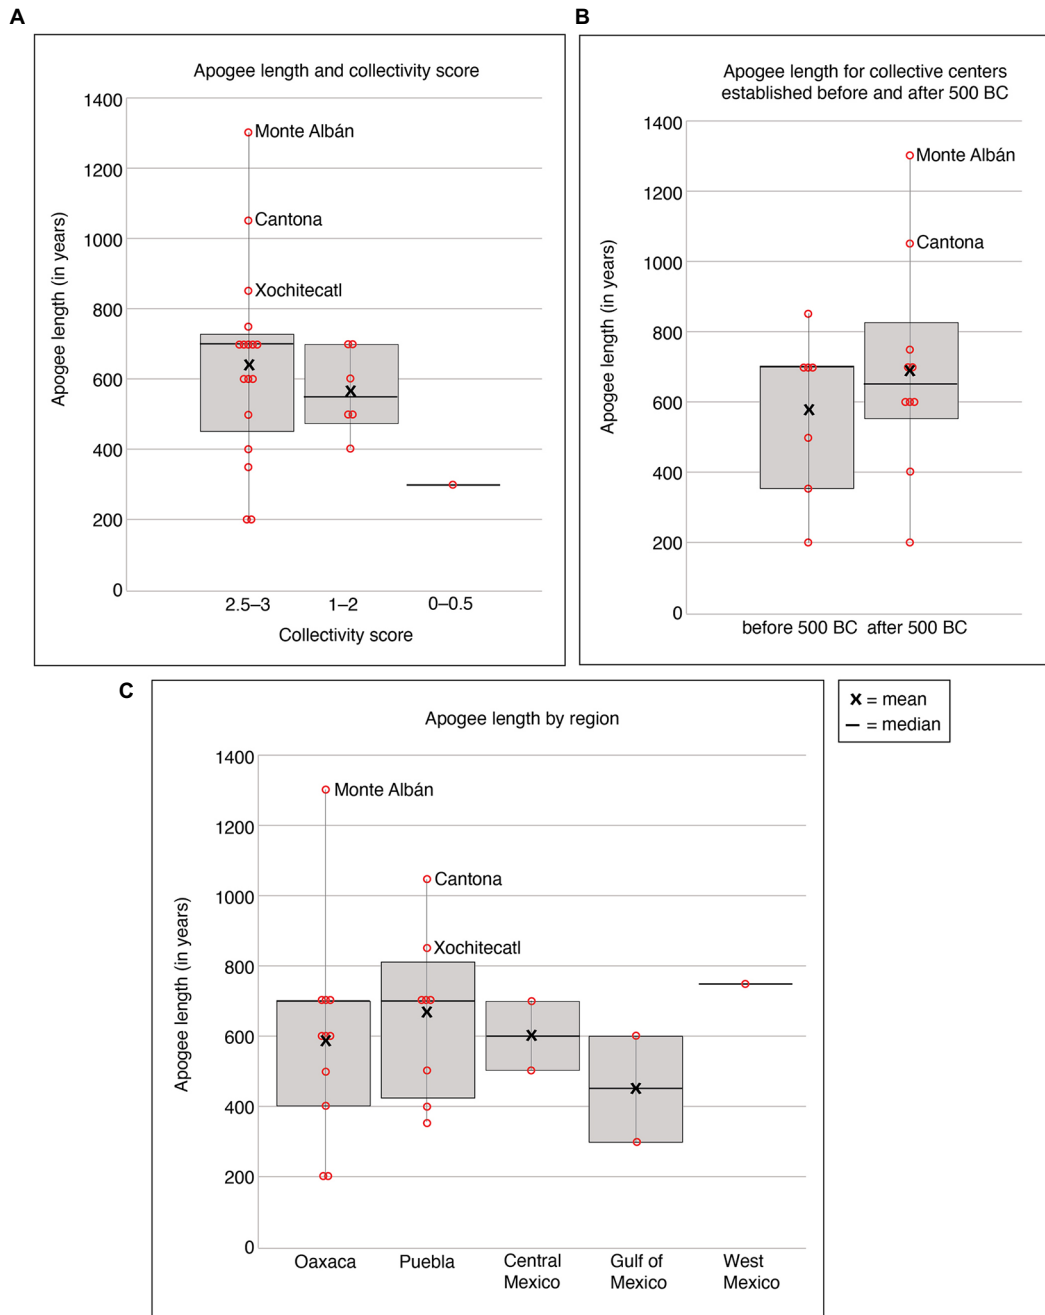 A
Apogee length and collectivity score
Apogee length (in years)
1400
1200
1000
800
600
400
200
0
Monte Albán
Cantona
Xochitecatl
2.5–3
1–2
0–0.5
Collectivity score
B
Apogee length for collective centers
established before and after 500 BC
Apogee length (in years)
1400
1200
1000
800
600
400
200
0
Monte Albán
Cantona
before 500 BC
after 500 BC
C
Apogee length by region
Apogee length (in years)
1400
1200
1000
800
600
400
200
0
Monte Albán
Cantona
Xochitecatl
Oaxaca
Puebla
Central
Mexico
Gulf of
Mexico
West
Mexico
x = mean
— = median